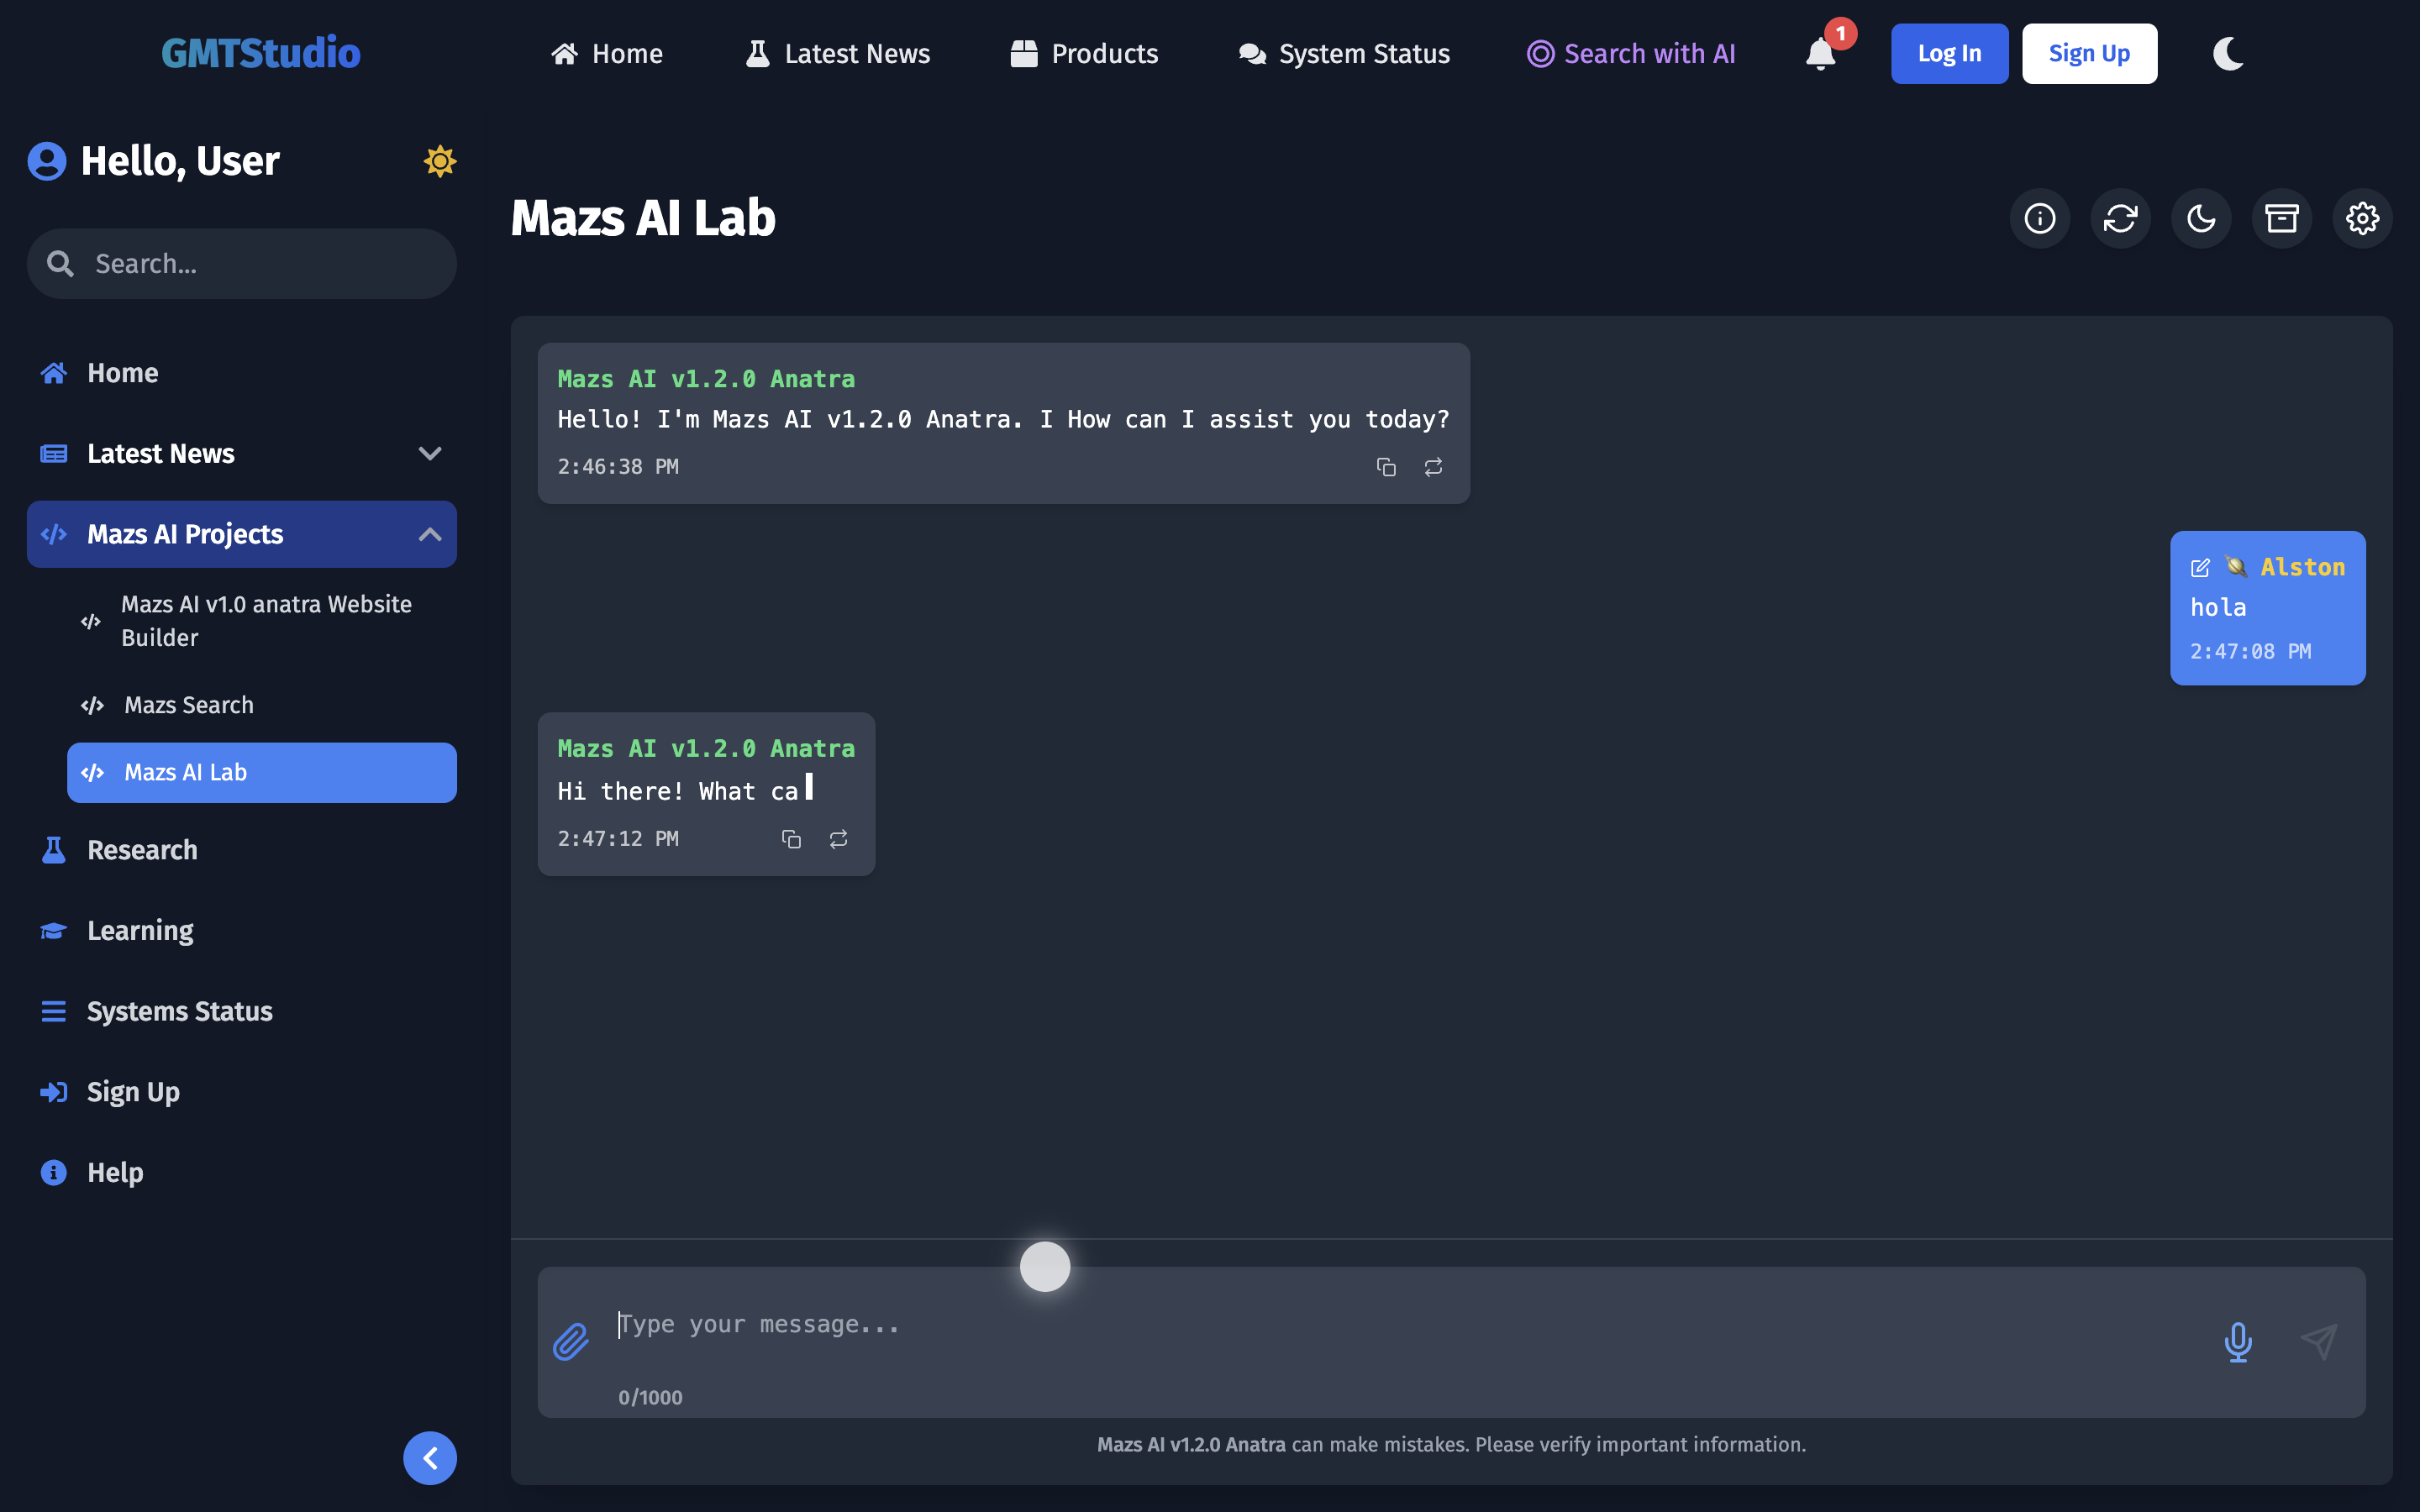 GMTStudio
Home
Latest News
Products
System Status
Search with AI
1
Log In
Sign Up
Hello, User
Search...
Home
Latest News
Mazs AI Projects
Mazs AI v1.0 anatra Website
Builder
Mazs Search
Mazs AI Lab
Research
Learning
Systems Status
Sign Up
Help
Mazs AI Lab
Mazs AI v1.2.0 Anatra
Hello! I'm Mazs AI v1.2.0 Anatra. I How can I assist you today?
2:46:38 PM
Alston
hola
2:47:08 PM
Mazs AI v1.2.0 Anatra
Hi there! What ca
2:47:12 PM
Type your message...
0/1000
Mazs AI v1.2.0 Anatra can make mistakes. Please verify important information.